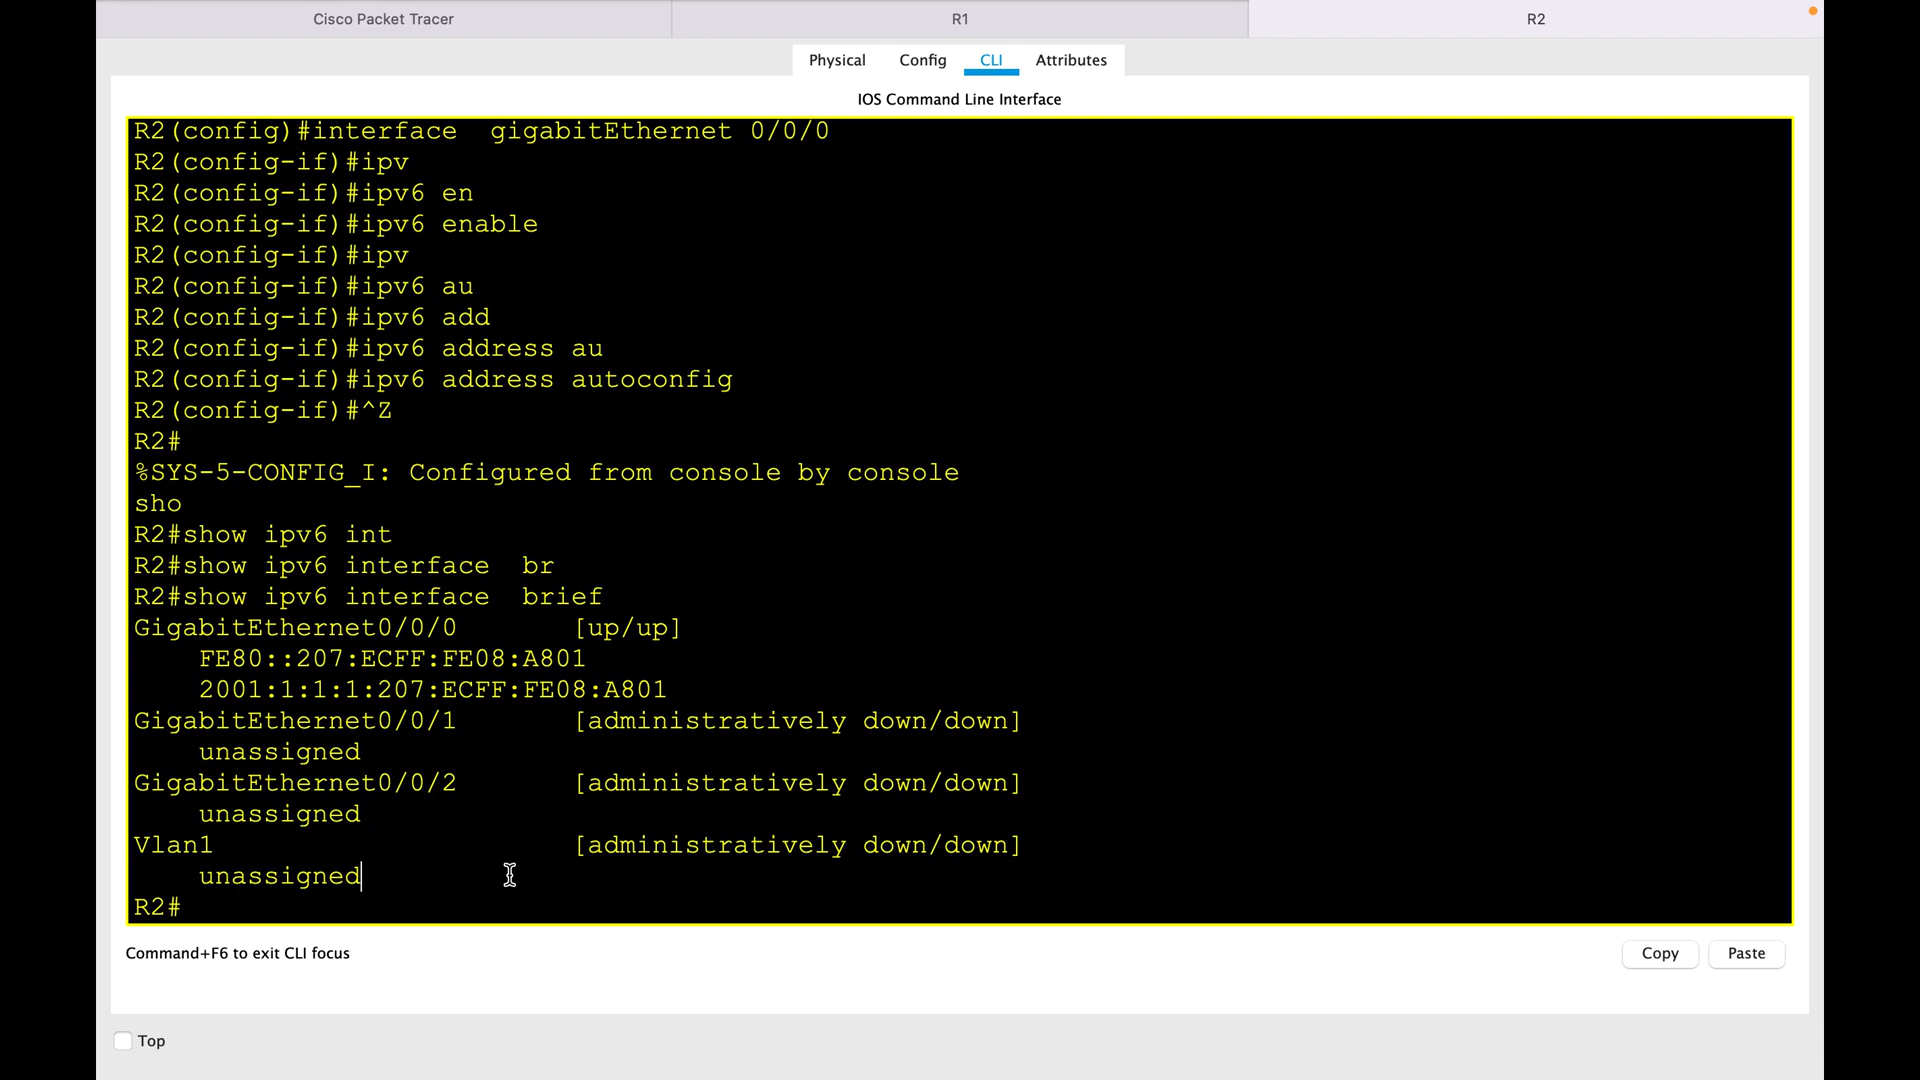 Cisco Packet Tracer R1 R2
Physical Config CLI Attributes
IOS Command Line Interface
R2(config)#interface  gigabitEthernet 0/0/0
R2(config-if)#ipv
R2(config-if)#ipv6 en
R2(config-if)#ipv6 enable
R2(config-if)#ipv
R2(config-if)#ipv6 au
R2(config-if)#ipv6 add
R2(config-if)#ipv6 address au
R2(config-if)#ipv6 address autoconfig
R2(config-if)#^Z
R2#
%SYS-5-CONFIG_I: Configured from console by console
sho
R2#show ipv6 int
R2#show ipv6 interface  br
R2#show ipv6 interface  brief
GigabitEthernet0/0/0       [up/up]
    FE80::207:ECFF:FE08:A801
    2001:1:1:1:207:ECFF:FE08:A801
GigabitEthernet0/0/1       [administratively down/down]
    unassigned
GigabitEthernet0/0/2       [administratively down/down]
    unassigned
Vlan1                      [administratively down/down]
    unassigned
R2#
Command+F6 to exit CLI focus Copy Paste
Top